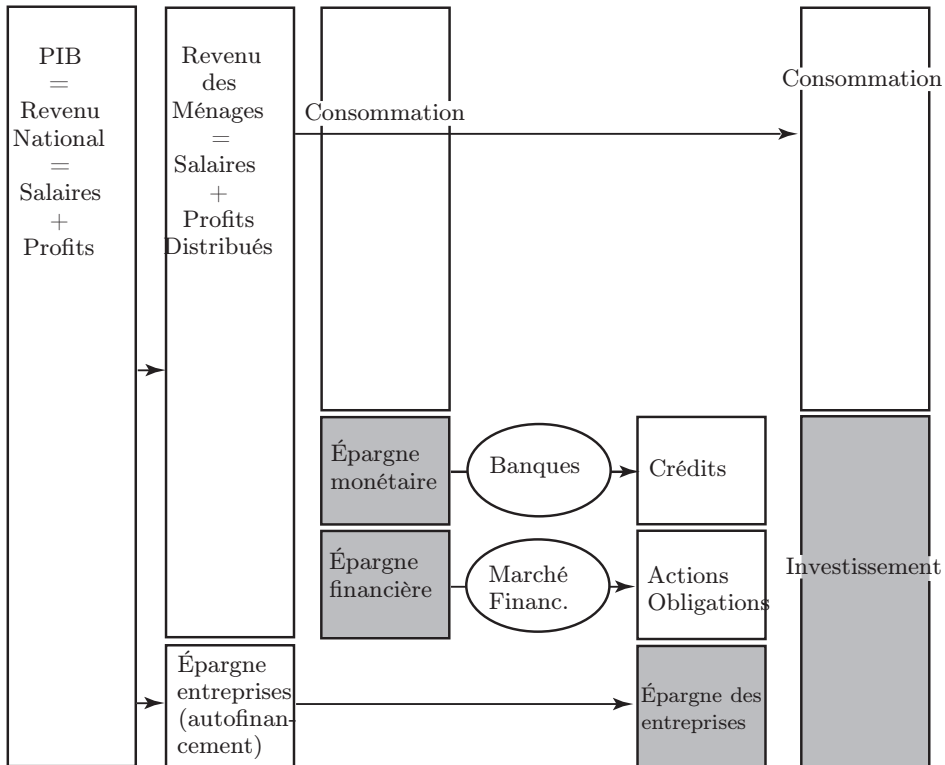 PIB
=
Revenu
National
=
Salaires
+
Profits
Revenu
des
Ménages
=
Salaires
+
Profits
Distribués
Consommation
Consommation
Épargne
monétaire
Banques
Crédits
Épargne
financière
Marché
Financ.
Actions
Obligations
Investissement
Épargne
entreprises
(autofinan-
cement)
Épargne des
entreprises